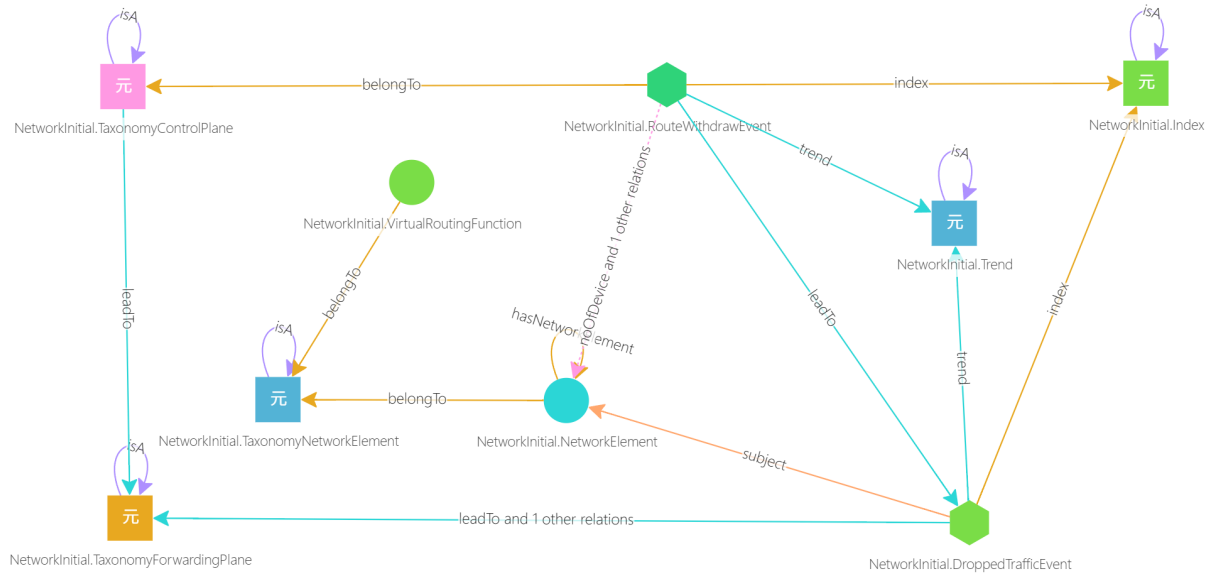 isA
isA
元
belongTo
index
元
NetworkInitial.TaxonomyControlPlane
NetworkInitial.RouteWithdrawEvent
NetworkInitial.Index
trend
isA
元
NetworkInitial.VirtualRoutingFunction
NetworkInitial.Trend
noOfDevice and 1 other relations
belongTo
leadTo
leadTo
index
isA
hasNetworkElement
元
belongTo
trend
NetworkInitial.TaxonomyNetworkElement
NetworkInitial.NetworkElement
isA
subject
元
leadTo and 1 other relations
NetworkInitial.TaxonomyForwardingPlane
NetworkInitial.DroppedTrafficEvent